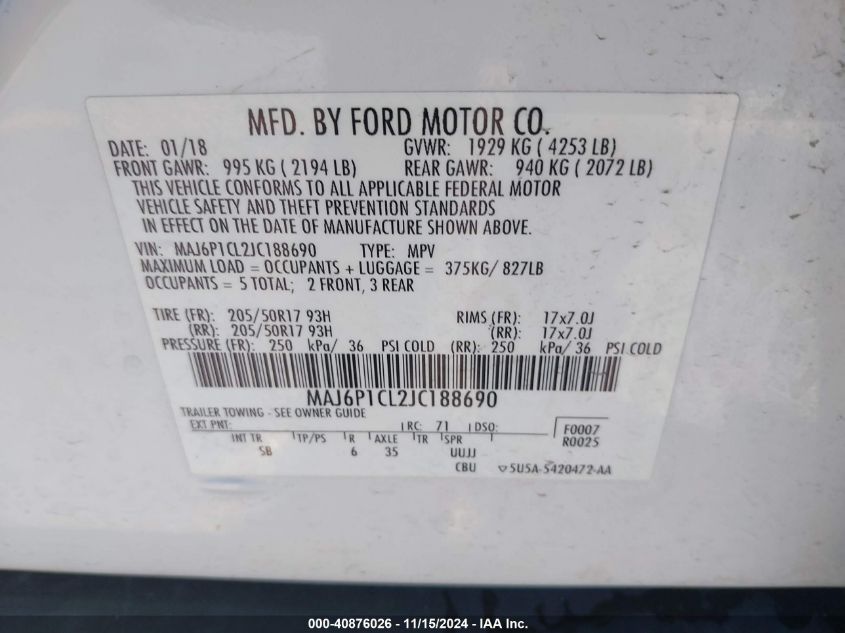 MFD. BY FORD MOTOR CO.
DATE: 01/18 GVWR: 1929 KG ( 4253 LB)
FRONT GAWR: 995 KG ( 2194 LB) REAR GAWR: 940 KG ( 2072 LB)
THIS VEHICLE CONFORMS TO ALL APPLICABLE FEDERAL MOTOR
VEHICLE SAFETY AND THEFT PREVENTION STANDARDS
IN EFFECT ON THE DATE OF MANUFACTURE SHOWN ABOVE.
VIN: MAJ6P1CL2JC188690 TYPE: MPV
MAXIMUM LOAD = OCCUPANTS + LUGGAGE = 375KG/ 827LB
OCCUPANTS = 5 TOTAL; 2 FRONT, 3 REAR
TIRE (FR): 205/50R17 93H RIMS (FR): 17x7.0J
(RR): 205/50R17 93H (RR): 17x7.0J
PRESSURE (FR): 250 kPa/ 36 PSI COLD (RR): 250 kPa/ 36 PSI COLD
MAJ6P1CL2JC188690
TRAILER TOWING - SEE OWNER GUIDE
EXT PNT: RC: 71 DSO: F0007
R0025
INT TR TP/PS R AXLE TR SPR
SB 6 35 UUJJ
CBU 5U5A-5420472-AA
000-40876026 - 11/15/2024 - IAA Inc.